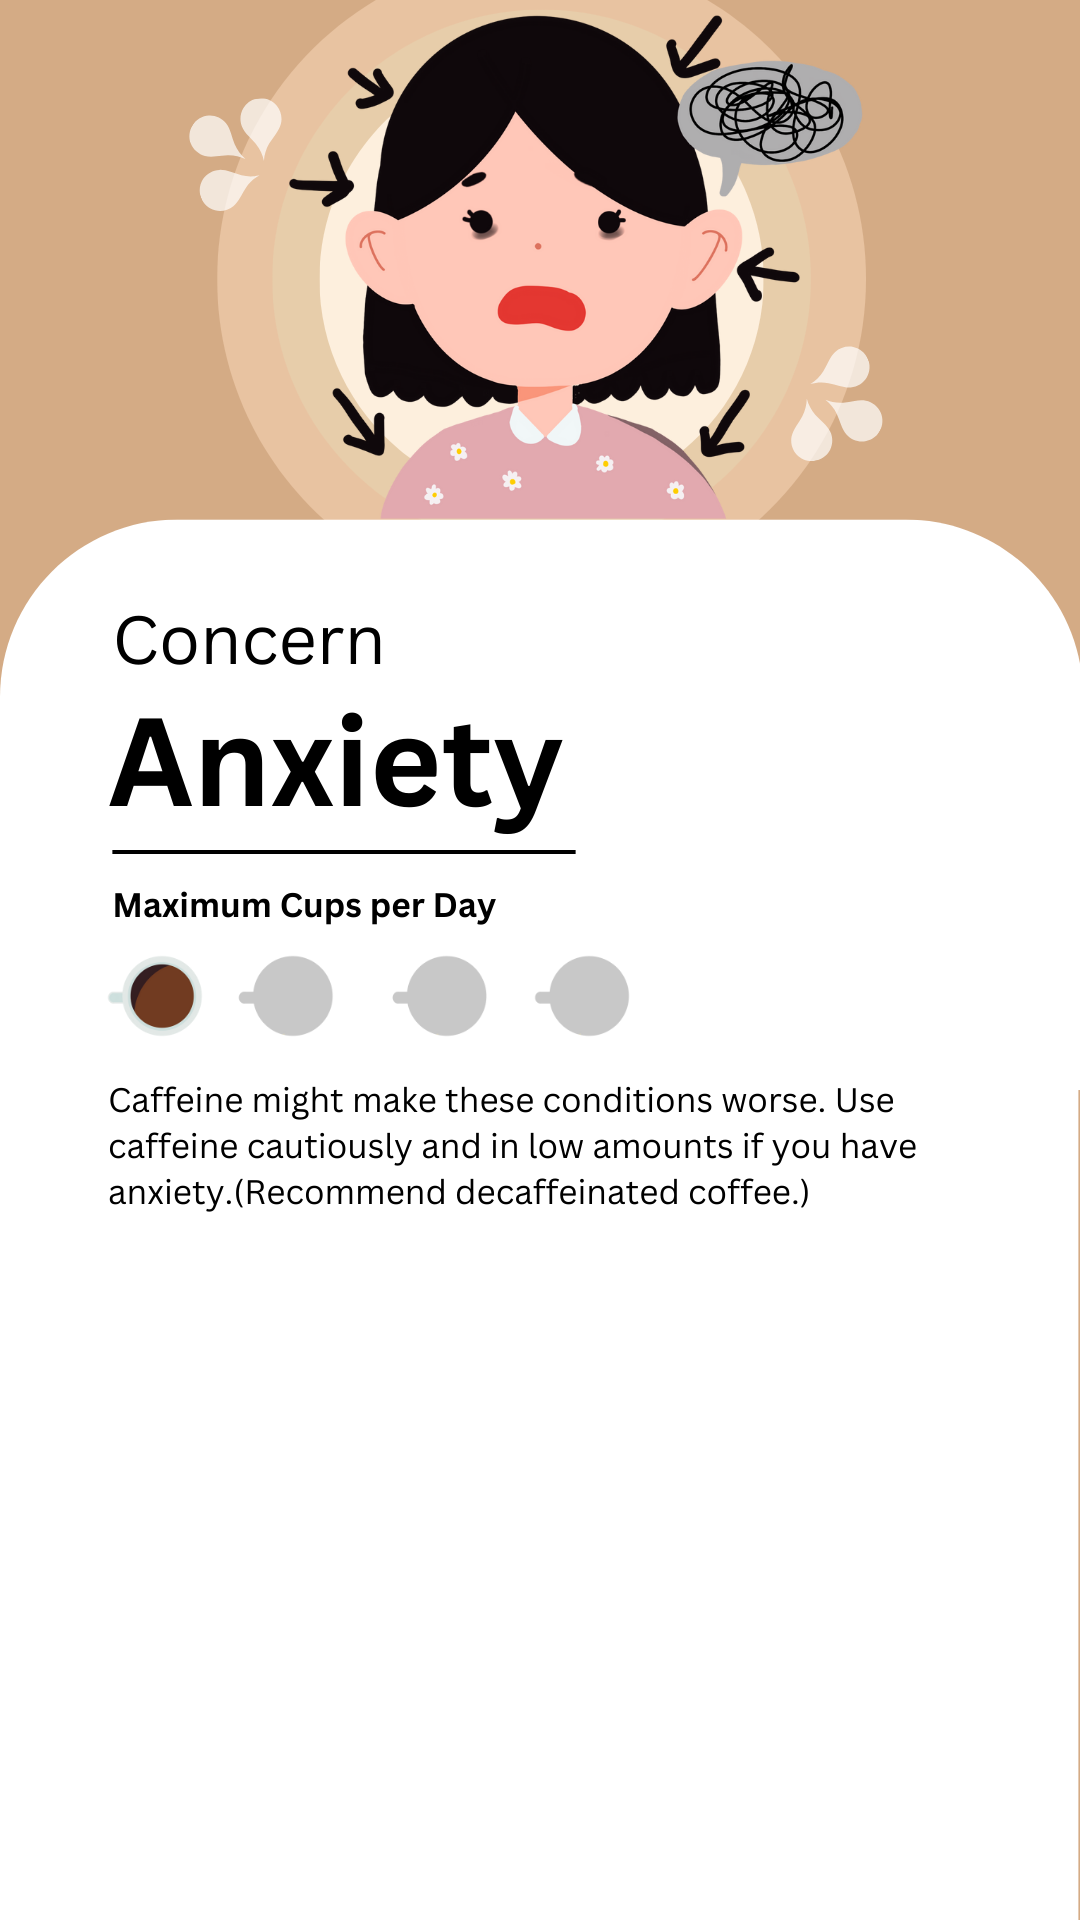 Concern
Anxiety
Maximum Cups per Day
Caffeine might make these conditions worse. Use
caffeine cautiously and in low amounts if you have
anxiety.(Recommend decaffeinated coffee.)